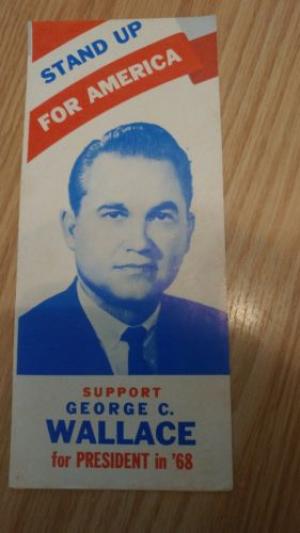 STAND UP
FOR AMERICA
SUPPORT
GEORGE C.
WALLACE
for PRESIDENT in '68